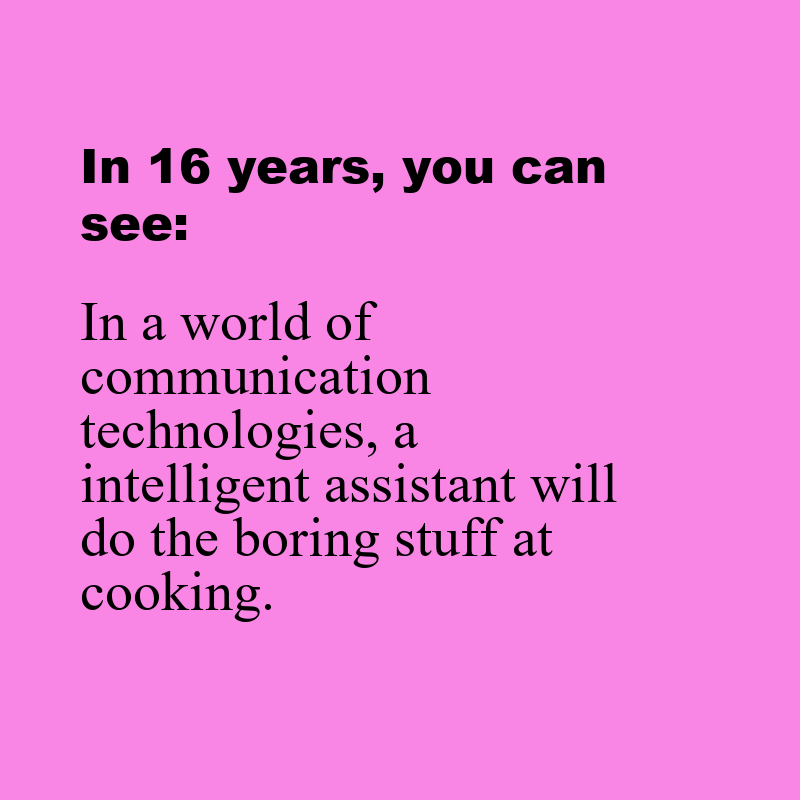 In 16 years, you can
see:
In a world of
communication
technologies, a
intelligent assistant will
do the boring stuff at
cooking.